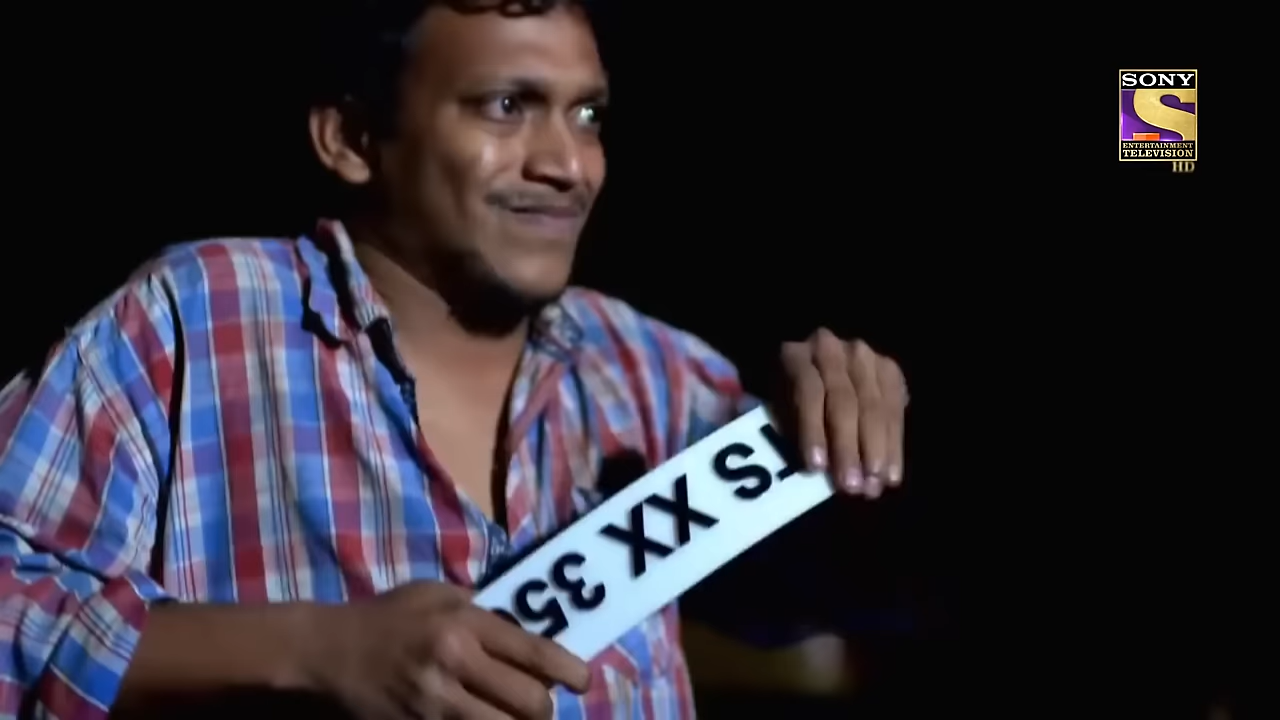 SONY
S
ENTERTAINMENT
TELEVISION
HD
TS XX 35